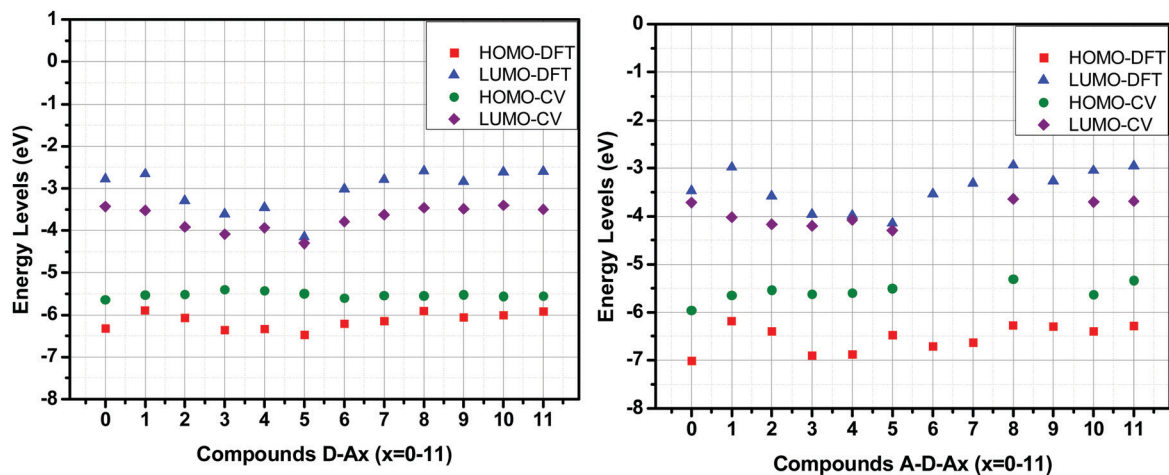 1
0
-1
-2
-3
-4
-5
-6
-7
-8
Energy Levels (eV)
HOMO-DFT
LUMO-DFT
HOMO-CV
LUMO-CV
0 1 2 3 4 5 6 7 8 9 10 11
Compounds D-Ax (x=0-11)
0
-1
-2
-3
-4
-5
-6
-7
-8
Energy Levels (eV)
HOMO-DFT
LUMO-DFT
HOMO-CV
LUMO-CV
0 1 2 3 4 5 6 7 8 9 10 11
Compounds A-D-Ax (x=0-11)